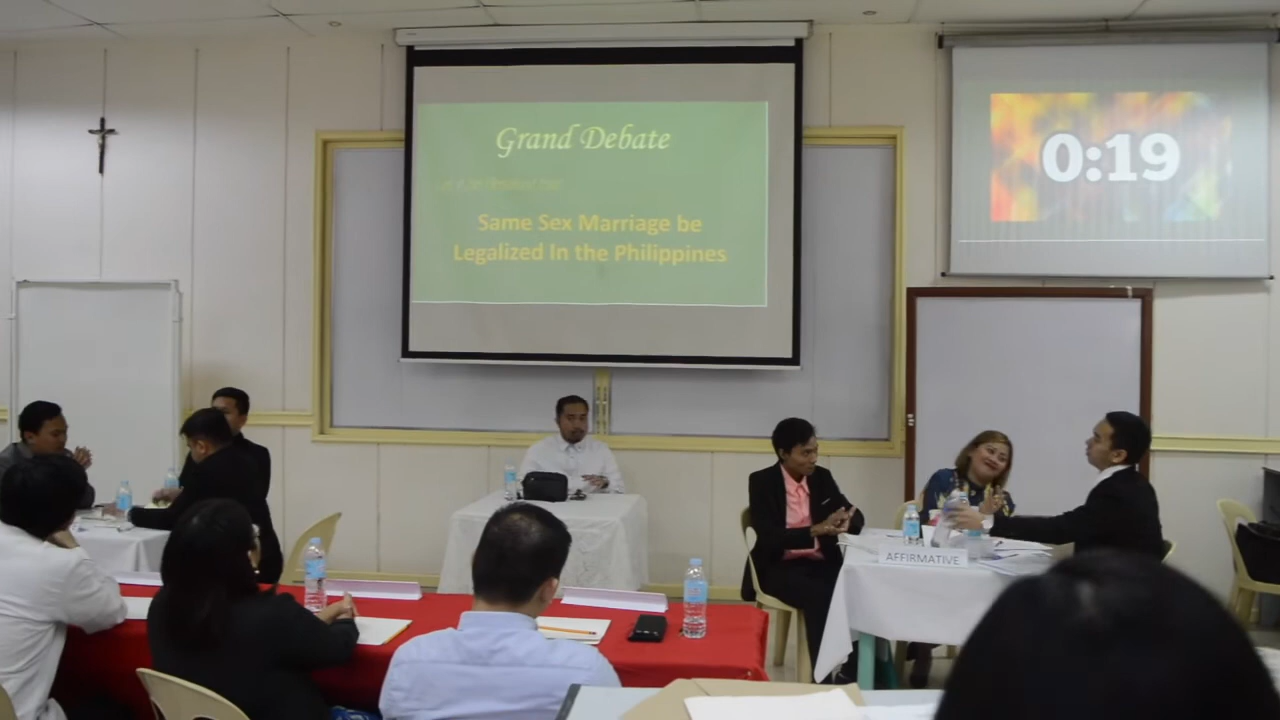 Grand Debate
Same Sex Marriage be
Legalized In the Philippines
0:19
AFFIRMATIVE